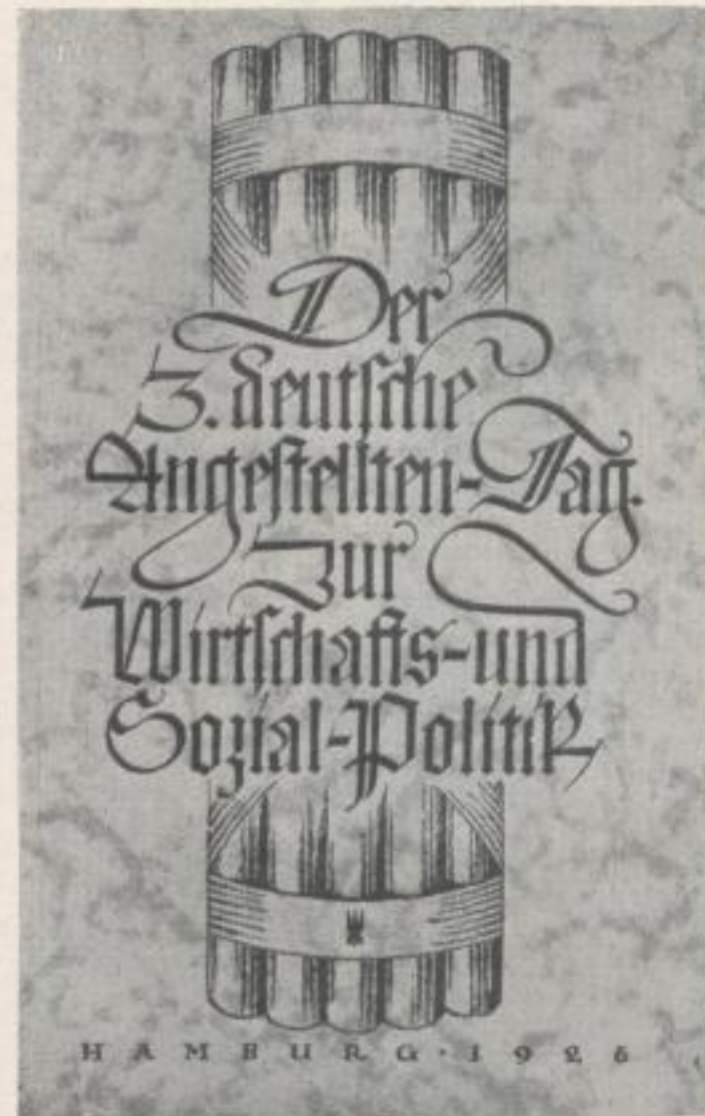 Der
3. deutſche
Angeſtellten-Tag.
Zur
Wirtſchafts-und
Sozial-Politik
HAMBURG·1926